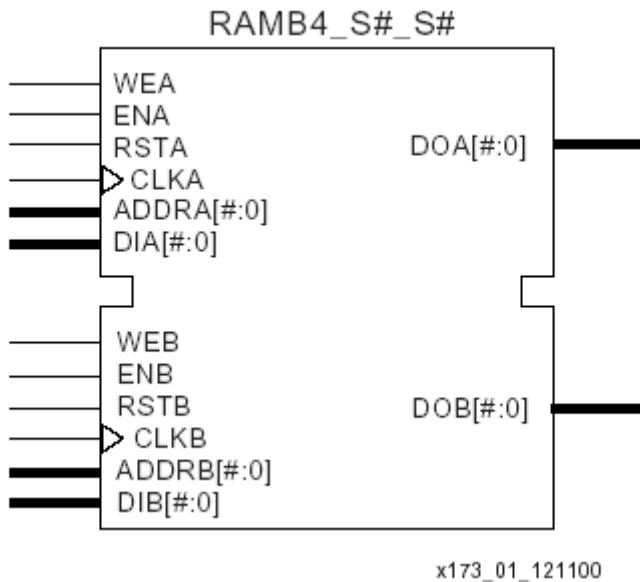 RAMB4_S#_S#
WEA
ENA
RSTA
DOA[#:0]
CLKA
ADDRA[#:0]
DIA[#:0]
WEB
ENB
RSTB
DOB[#:0]
CLKB
ADDRB[#:0]
DIB[#:0]
x173_01_121100